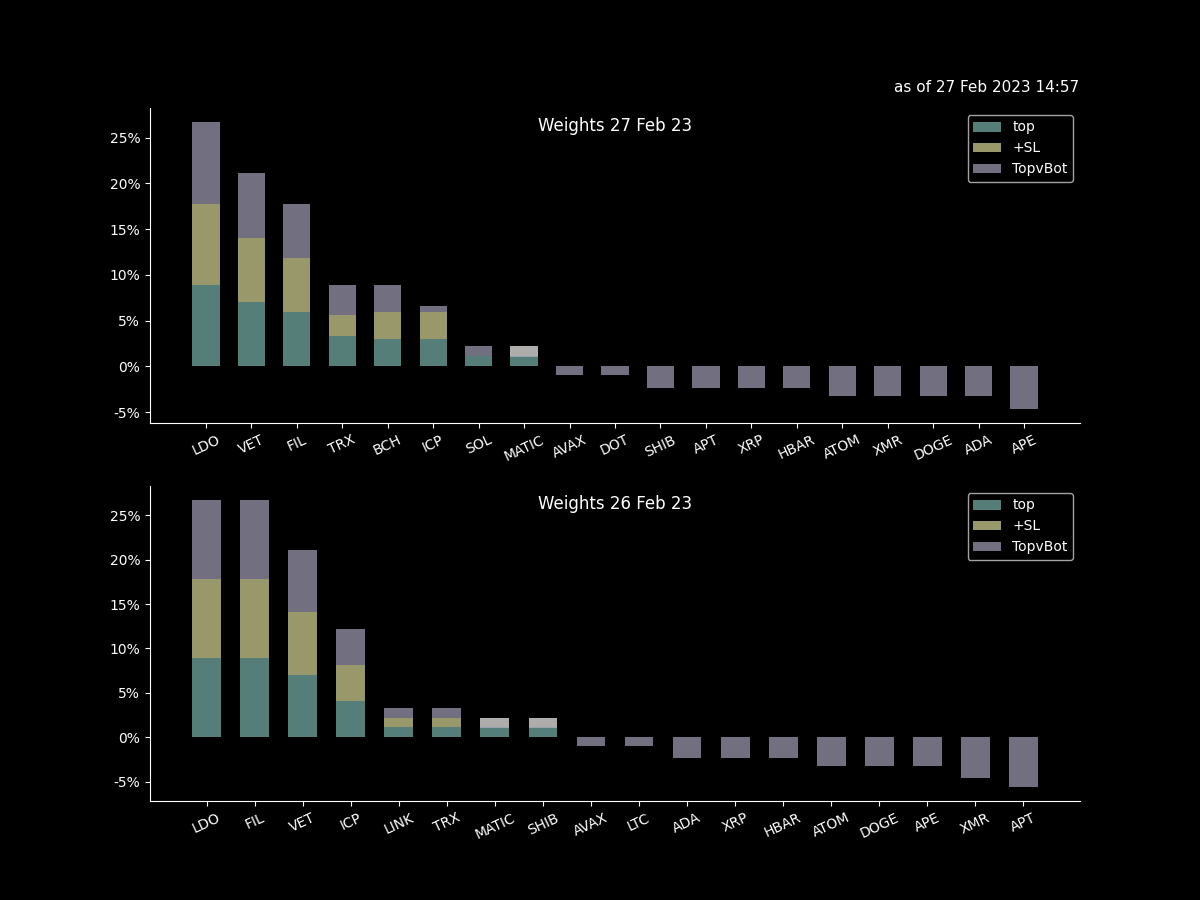 as of 27 Feb 2023 14:57
Weights 27 Feb 23
top
+SL
TopvBot
25%
20%
15%
10%
5%
0%
-5%
LDO VET FIL TRX BCH ICP SOL MATIC AVAX DOT SHIB APT XRP HBAR ATOM XMR DOGE ADA APE
Weights 26 Feb 23
top
+SL
TopvBot
25%
20%
15%
10%
5%
0%
-5%
LDO FIL VET ICP LINK TRX MATIC SHIB AVAX LTC ADA XRP HBAR ATOM DOGE APE XMR APT